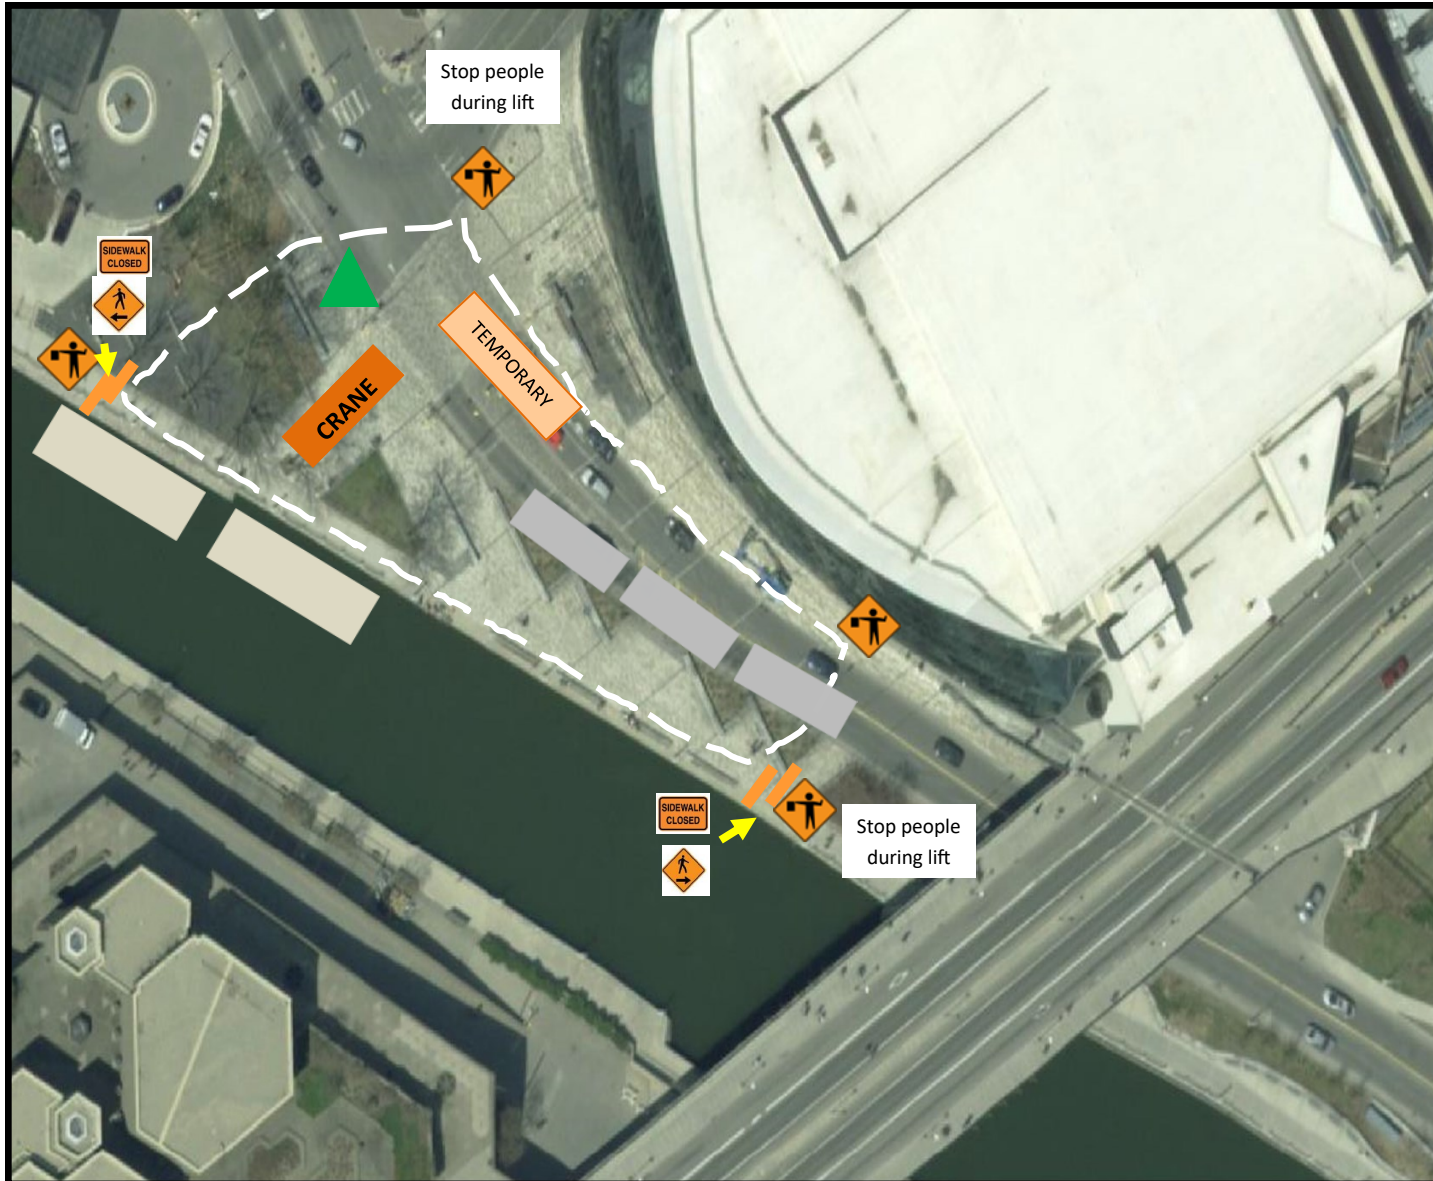 Stop people
during lift
SIDEWALK
CLOSED
TEMPORARY
CRANE
SIDEWALK
CLOSED
Stop people
during lift